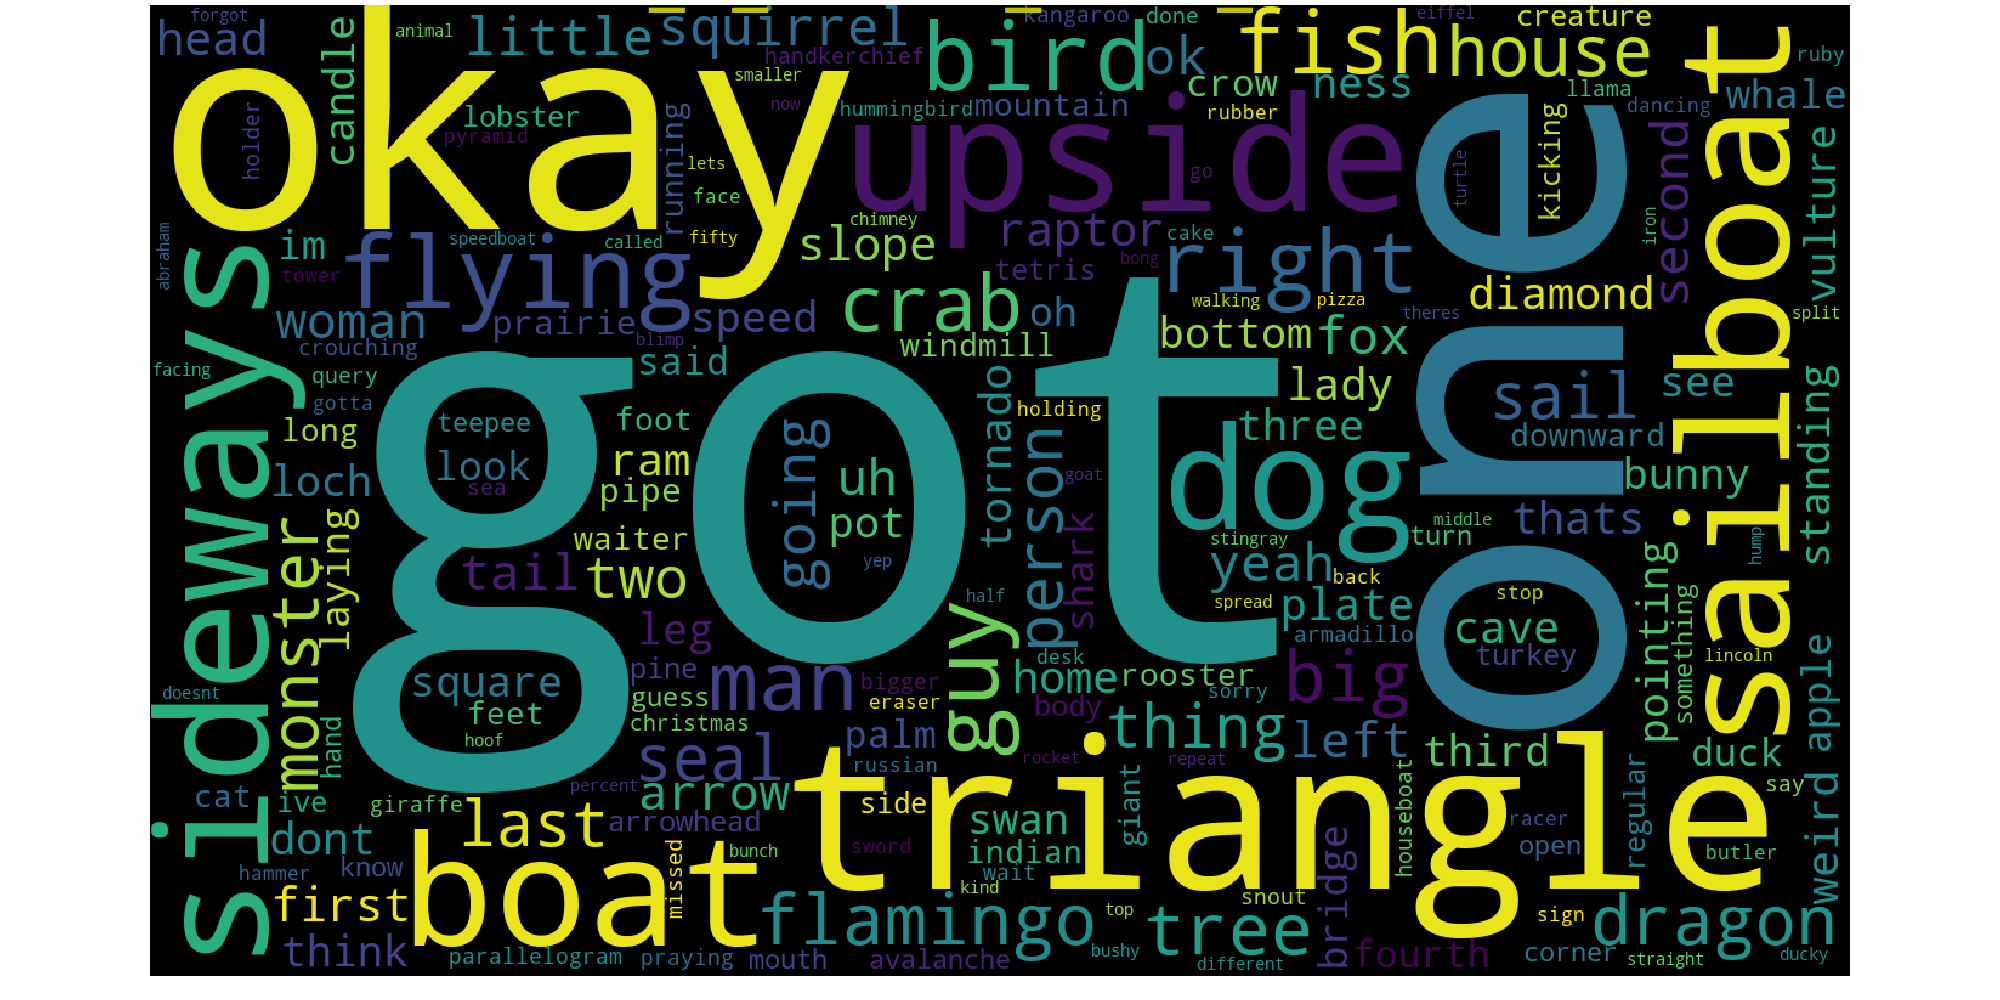 forgot
animal
head
candle
little
squirrel
kangaroo
done
eiffel
creature
handkerchief
bird
ok
fish
house
ruby
okay
smaller
crow
ness
llama
dancing
whale
holder
lobster
pyramid
running
now
hummingbird
mountain
rubber
upside
kicking
second
sailboat
vulture
lets
face
go
turtle
one
abraham
sideways
im
tower
speedboat
flying
called
fifty
chimney
slope
raptor
tetris
cake
bong
right
iron
diamond
split
woman
prairie
speed
blimp
crab
oh
walking
pizza
theres
crouching
said
windmill
bottom
fox
facing
query
gotta
long
got
teepee
look
sea
foot
ram
pipe
going
uh
pot
yep
tornado
holding
person
goat
shark
dog
three
lady
sail
see
downward
bunny
standing
loch
monster
laying
waiter
two
tail
leg
stingray
middle
turn
thats
hump
yeah
back
spread
half
guy
plate
stop
cave
turkey
armadillo
pointing
something
lincoln
weird
apple
doesnt
square
feet
hoof
hand
pine
guess
christmas
man
bigger
eraser
desk
home
body
rooster
sorry
big
thing
left
third
duck
cat
ive
giraffe
percent
seal
arrow
palm
russian
rocket
repeat
triangle
say
dont
last
arrowhead
side
swan
giant
houseboat
racer
regular
hammer
know
boat
missed
bunch
sword
indian
wait
kind
open
butler
first
flamingo
top
snout
bridge
sign
dragon
think
parallelogram
praying
mouth
avalanche
bushy
tree
different
fourth
corner
straight
ducky